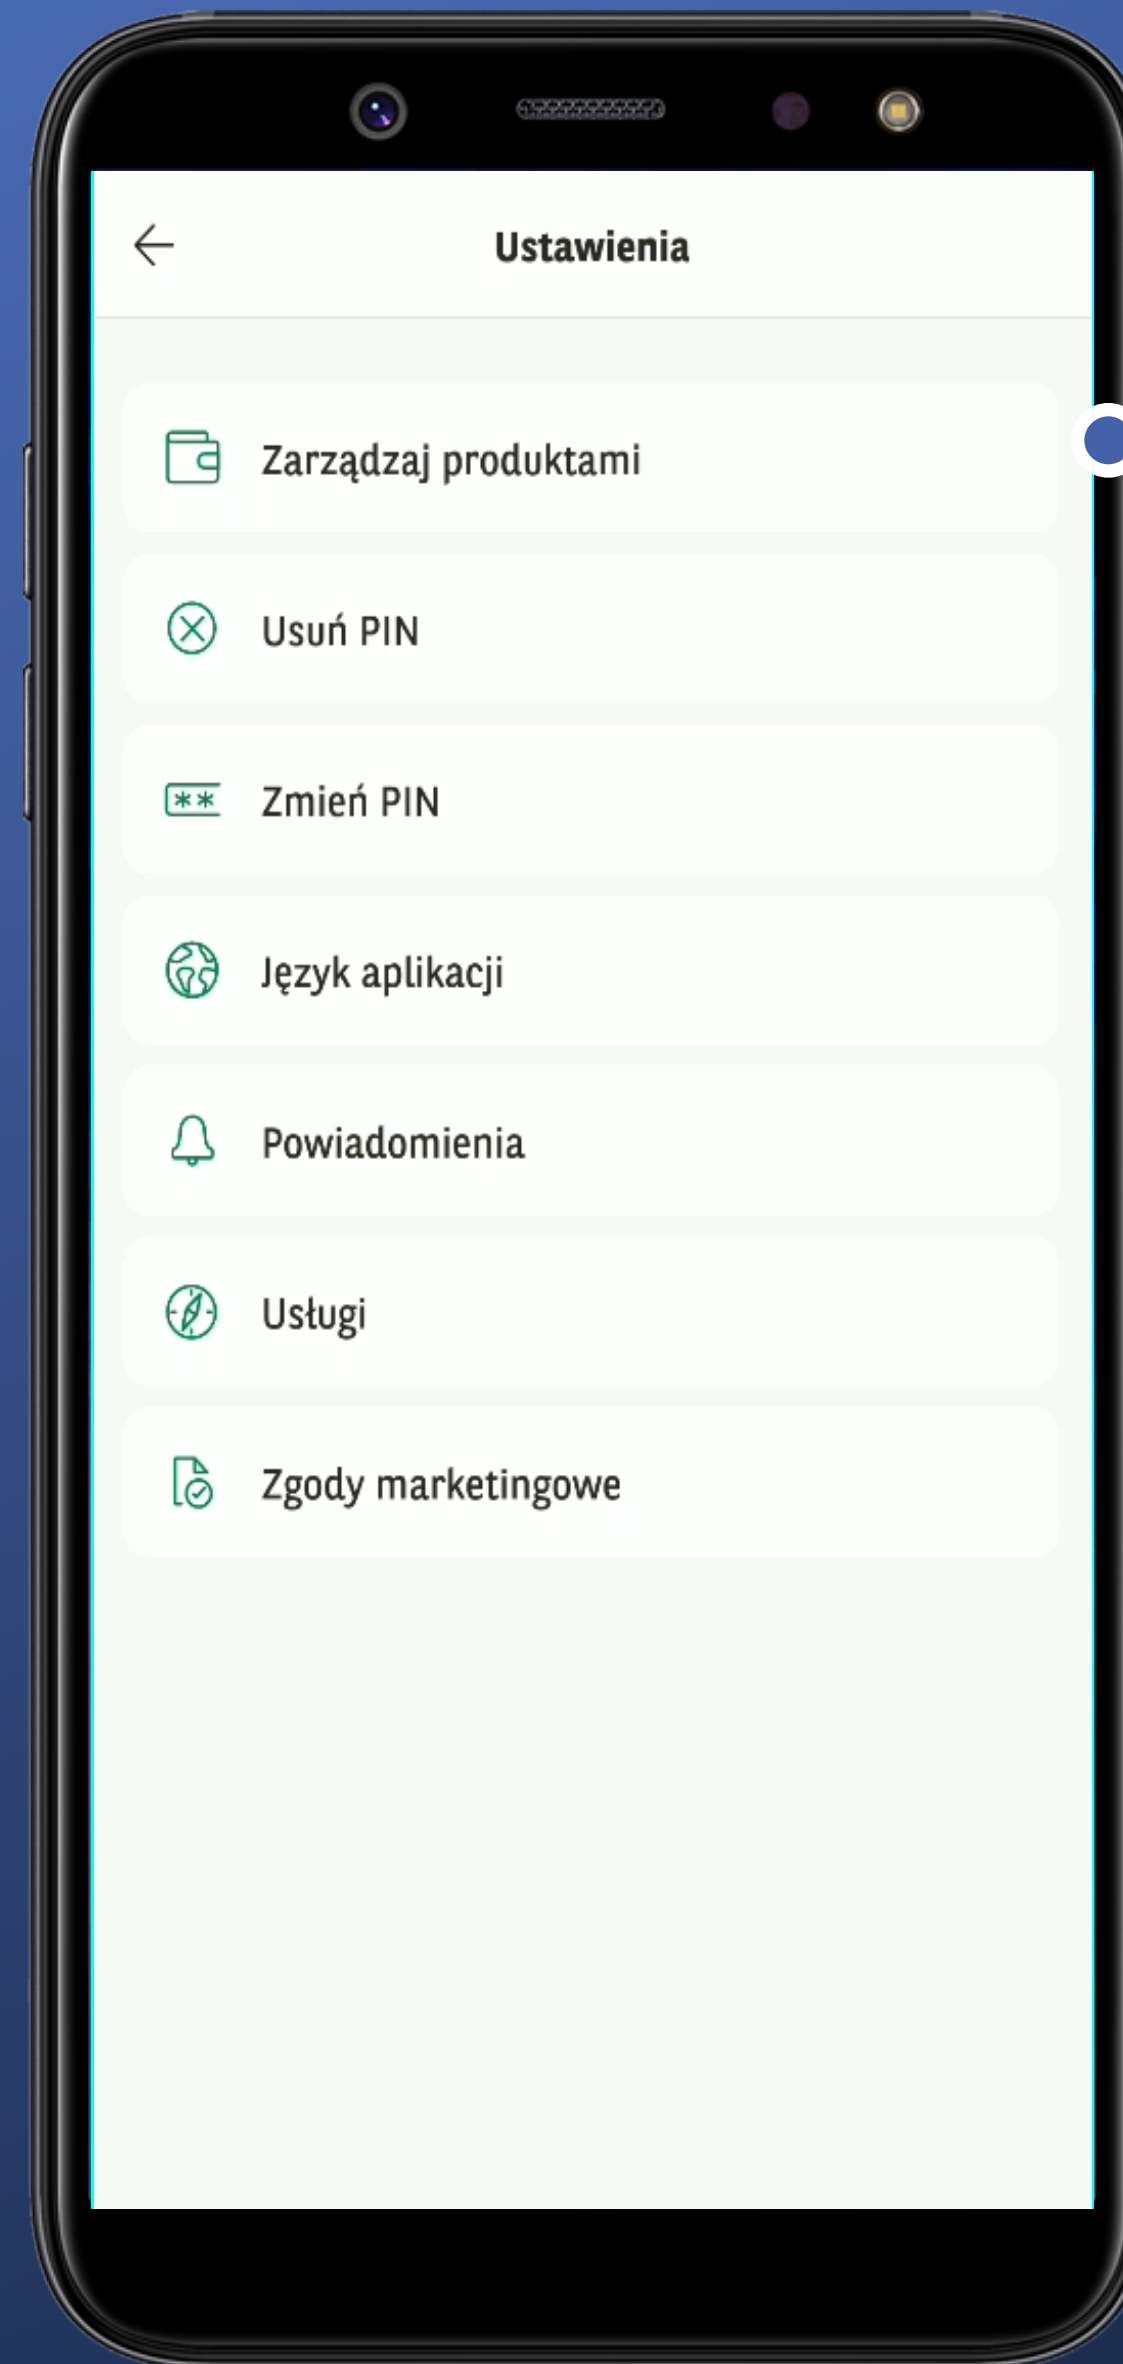 Ustawienia
Zarządzaj produktami
Usuń PIN
Zmień PIN
Język aplikacji
Powiadomienia
Usługi
Zgody marketingowe